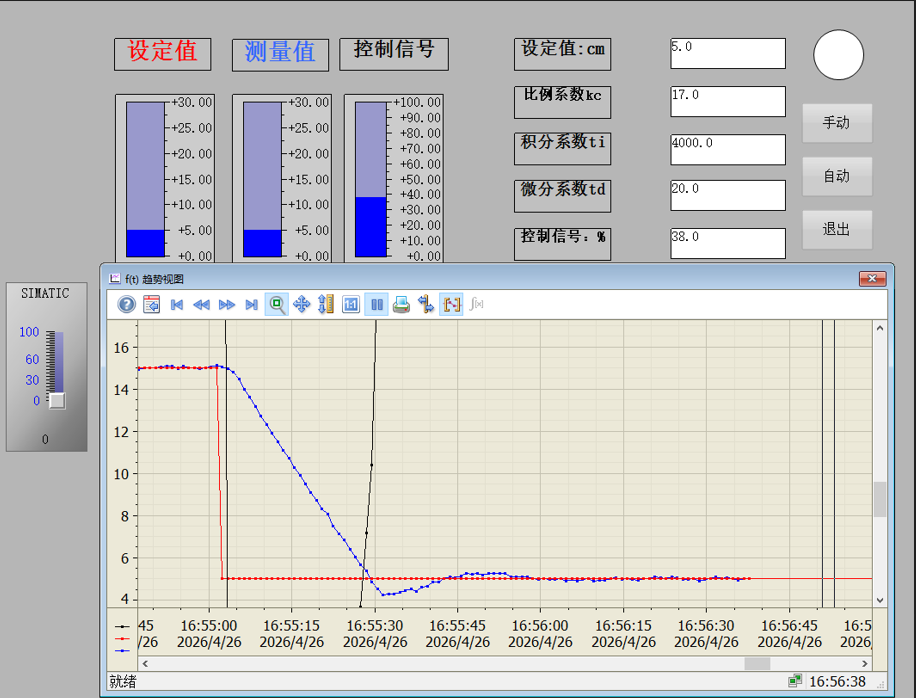 设定值
测量值
控制信号
设定值:cm
5.0
比例系数kc
17.0
积分系数ti
4000.0
微分系数td
20.0
控制信号：%
38.0
手动
自动
退出
+30.00
+25.00
+20.00
+15.00
+10.00
+5.00
+0.00
+30.00
+25.00
+20.00
+15.00
+10.00
+5.00
+0.00
+100.00
+90.00
+80.00
+70.00
+60.00
+50.00
+40.00
+30.00
+20.00
+10.00
+0.00
SIMATIC
100
60
30
0
0
f(t) 趋势视图
16
14
12
10
8
6
4
45 16:55:00 16:55:15 16:55:30 16:55:45 16:56:00 16:56:15 16:56:30 16:56:45 16:5
/26 2026/4/26 2026/4/26 2026/4/26 2026/4/26 2026/4/26 2026/4/26 2026/4/26 2026/4/26 2026
就绪
16:56:38